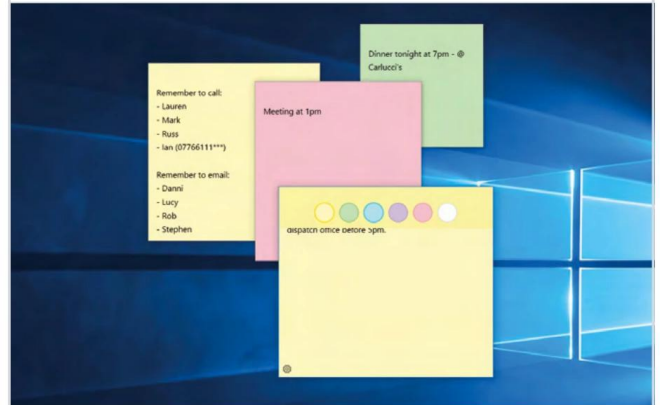 Dinner tonight at 7pm - @
Carlucci's
Remember to call:
- Lauren
- Mark
- Russ
- Ian (07766111***)
Remember to email:
- Danni
- Lucy
- Rob
- Stephen
Meeting at 1pm
dispatch office before 5pm.